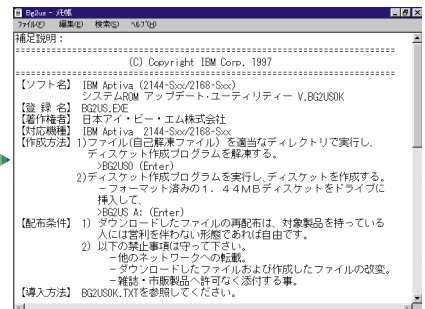 Bg2us - メモ帳
ファイル(F) 編集(E) 検索(S) ヘルプ(H)
補足説明：
==========================================================
(C) Copyright IBM Corp. 1997
==========================================================
【ソフト名】 IBM Aptiva (2144-Sxx/2168-Sxx)
システムROM アップデート・ユーティリティー V.BG2US0K
【登 録 名】 BG2US.EXE
【著作権者】 日本アイ・ビー・エム株式会社
【対応機種】 IBM Aptiva 2144-Sxx/2168-Sxx
【作成方法】 1)ファイル(自己解凍ファイル）を適当なディレクトリで実行し、
ディスケット作成プログラムを解凍する。
>BG2US0 (Enter)
2)ディスケット作成プログラムを実行し、ディスケットを作成する。
－フォーマット済みの１．４４MBディスケットをドライブに
挿入して、
>BG2US A: (Enter)
【配布条件】 1) ダウンロードしたファイルの再配布は、対象製品を持っている
人には営利を伴わない形態であれば自由です。
2) 以下の禁止事項は守って下さい。
－他のネットワークへの転載。
－ダウンロードしたファイルおよび作成したファイルの改変。
－雑誌・市販製品へ許可なく添付する事。
【導入方法】 BG2US0K.TXTを参照してください。